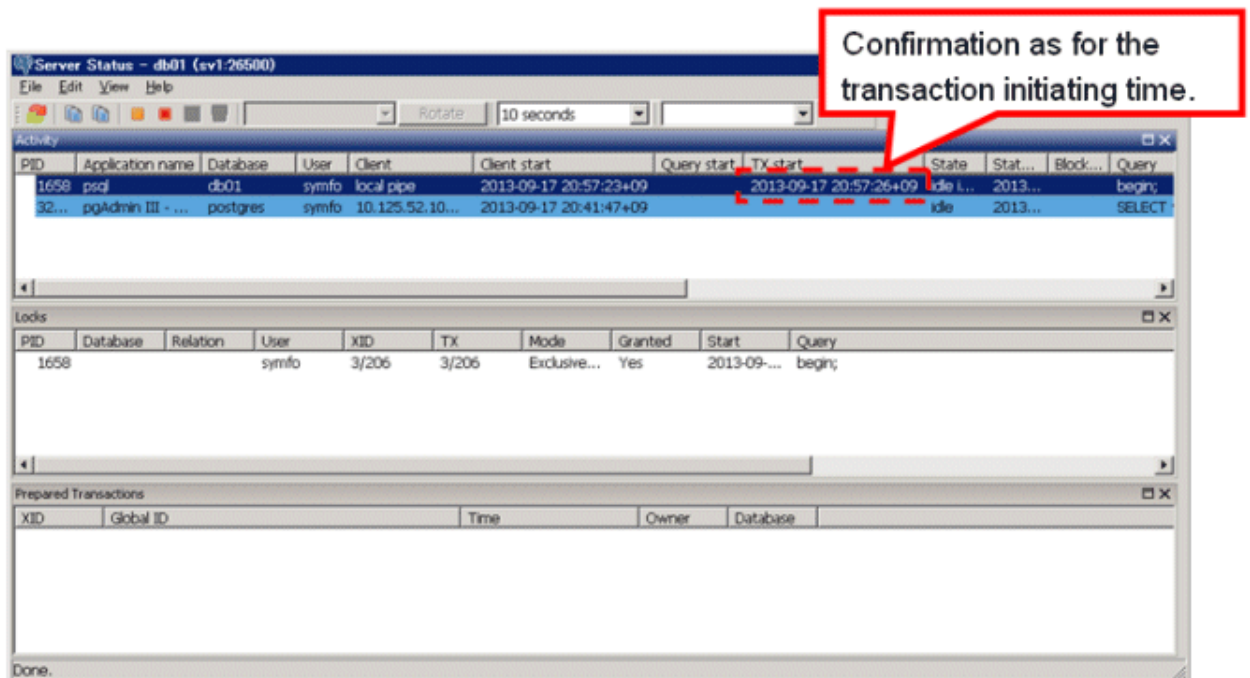 Confirmation as for the
transaction initiating time.
Server Status - db01 (sv1:26500)
File Edit View Help
Rotate 10 seconds
Activity
PID Application name Database User Client Client start Query start TX start State Stat... Block... Query
1658 psql db01 symfo local pipe 2013-09-17 20:57:23+09 2013-09-17 20:57:26+09 idle i... 2013... begin;
32... pgAdmin III - ... postgres symfo 10.125.52.10... 2013-09-17 20:41:47+09 idle 2013... SELECT
Locks
PID Database Relation User XID TX Mode Granted Start Query
1658 symfo 3/206 3/206 Exclusive... Yes 2013-09-... begin;
Prepared Transactions
XID Global ID Time Owner Database
Done.